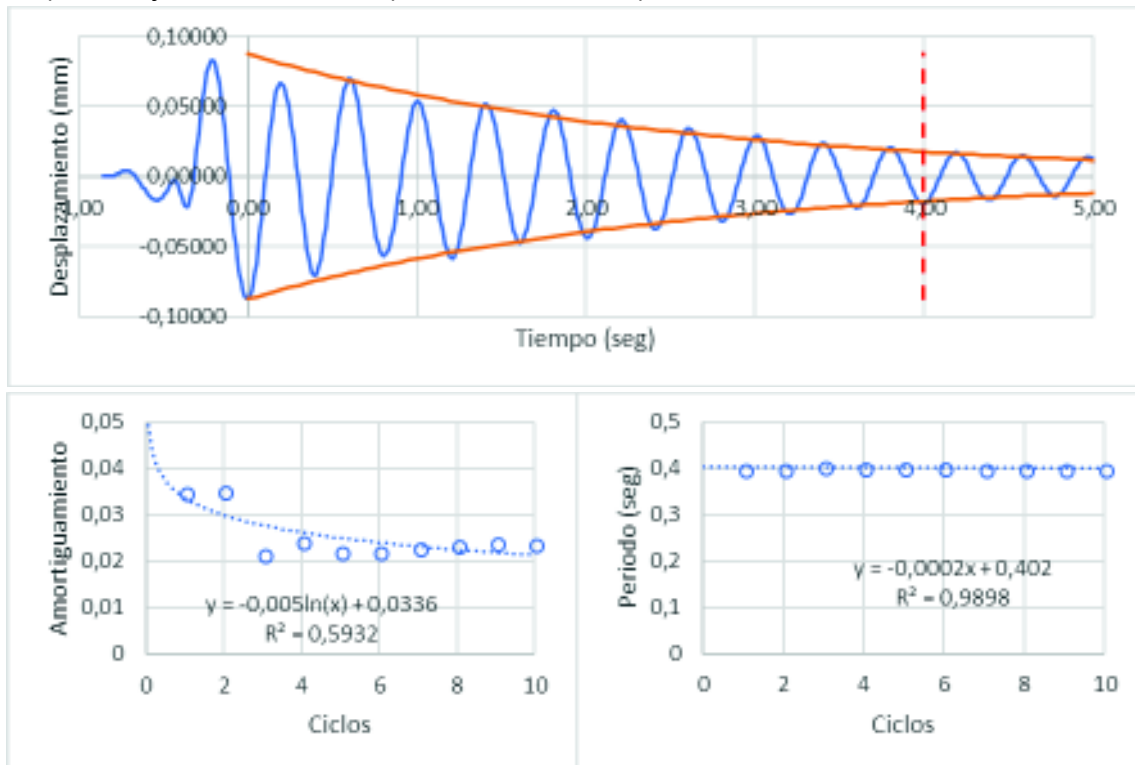 0,10000
0,05000
0,00000
-0,05000
-0,10000
Desplazamiento (mm)
1,00
0,00
1,00
2,00
3,00
4,00
5,00
Tiempo (seg)
0,05
0,04
0,03
0,02
0,01
0
Amortiguamiento
y = -0,005ln(x) + 0,0336
R² = 0,5932
0 2 4 6 8 10
Ciclos
0,5
0,4
0,3
0,2
0,1
0
Periodo (seg)
y = -0,0002x + 0,402
R² = 0,9898
0 2 4 6 8 10
Ciclos